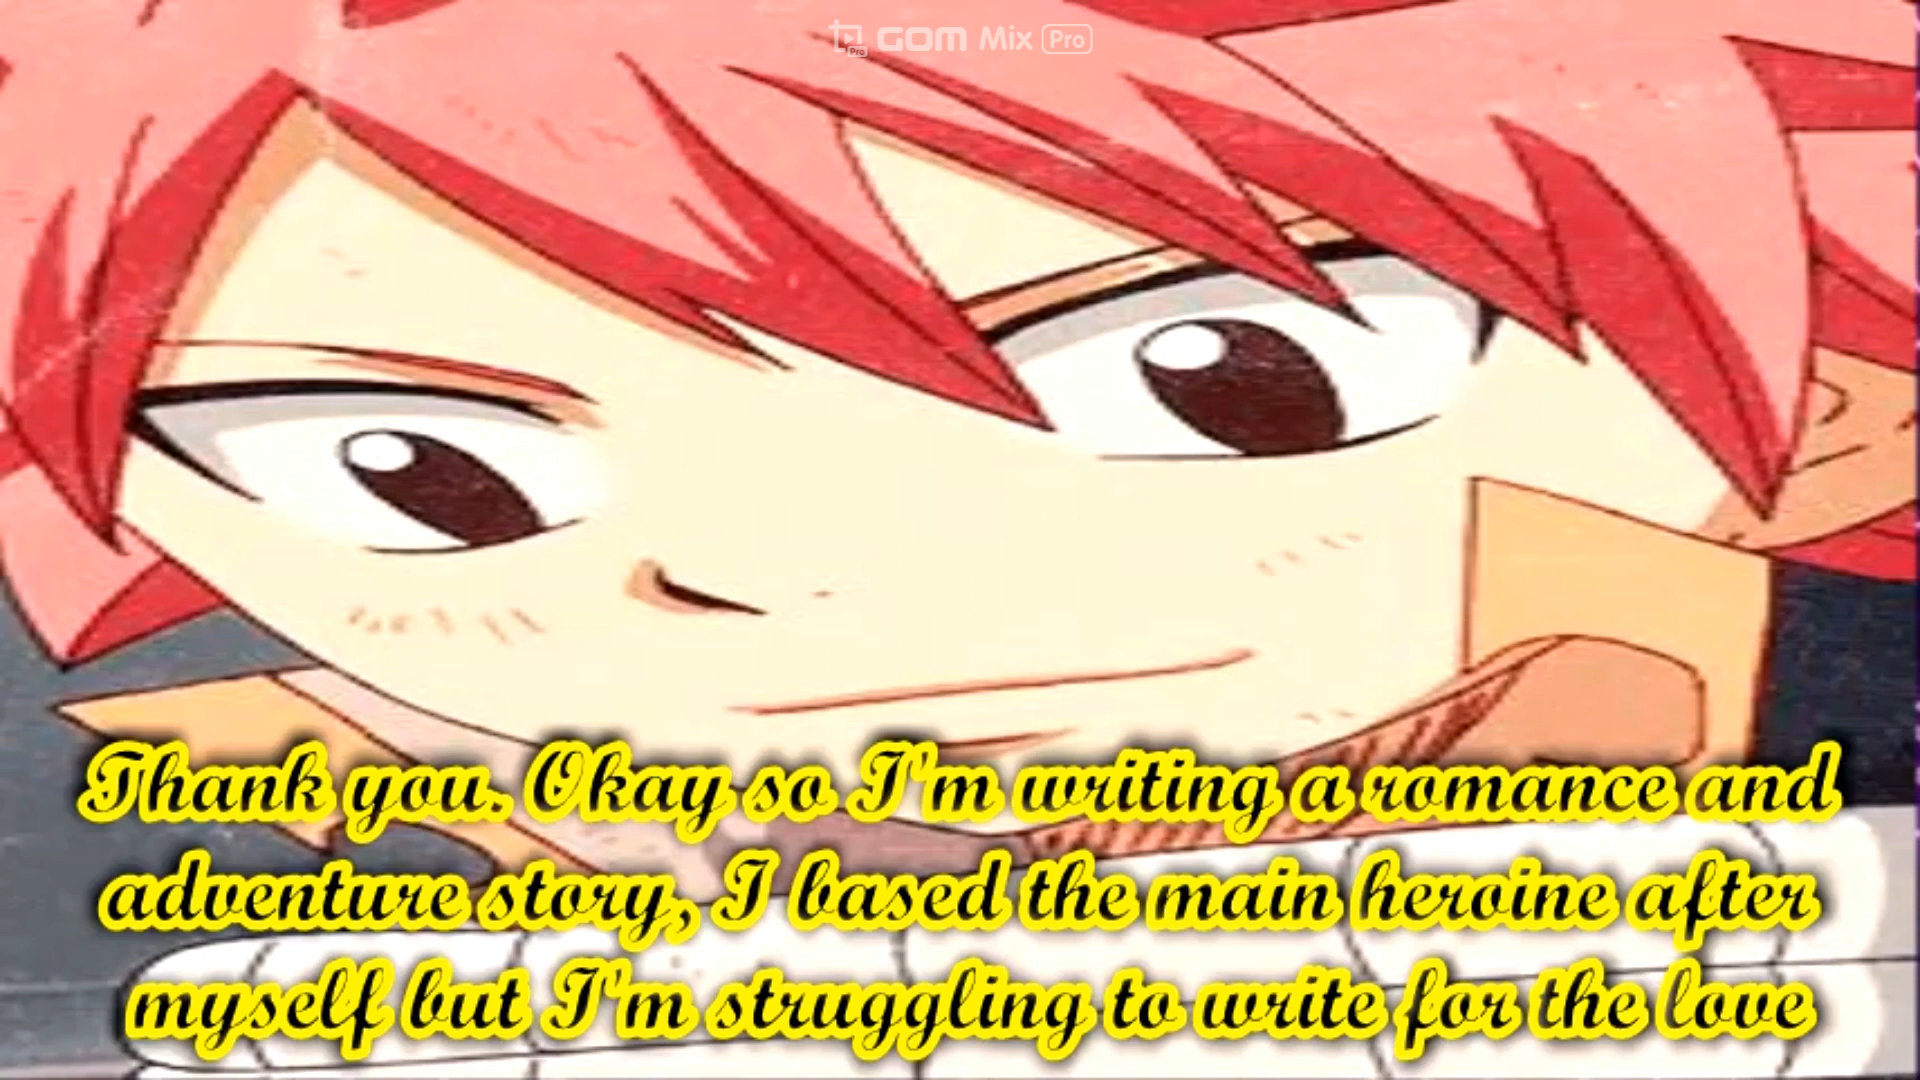 GOM Mix Pro
Thank you. Okay so I'm writing a romance and
adventure story, I based the main heroine after
myself but I'm struggling to write for the love